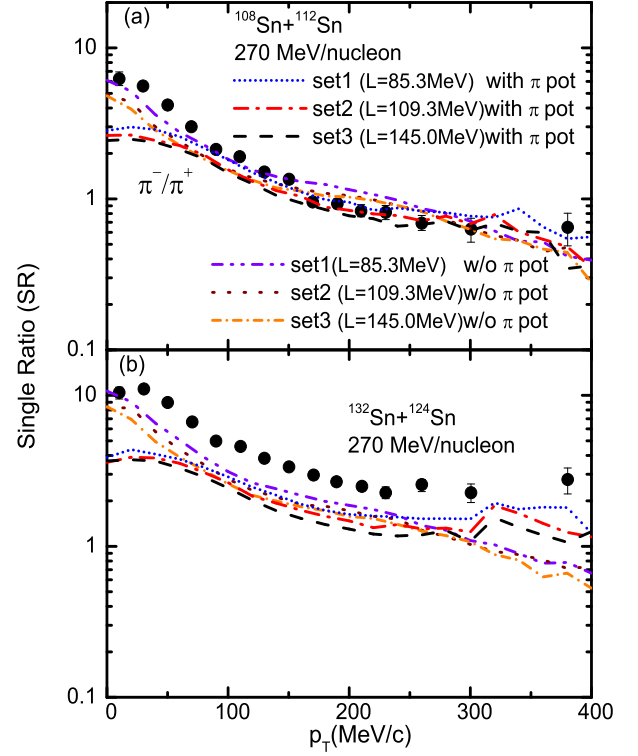 (a)
¹⁰⁸Sn+¹¹²Sn
270 MeV/nucleon
set1 (L=85.3MeV) with π pot
set2 (L=109.3MeV)with π pot
set3 (L=145.0MeV)with π pot
π⁻/π⁺
set1(L=85.3MeV) w/o π pot
set2 (L=109.3MeV)w/o π pot
set3 (L=145.0MeV)w/o π pot
10
1
0.1
Single Ratio (SR)
(b)
¹³²Sn+¹²⁴Sn
270 MeV/nucleon
10
1
0.1
0 100 200 300 400
p_T(MeV/c)